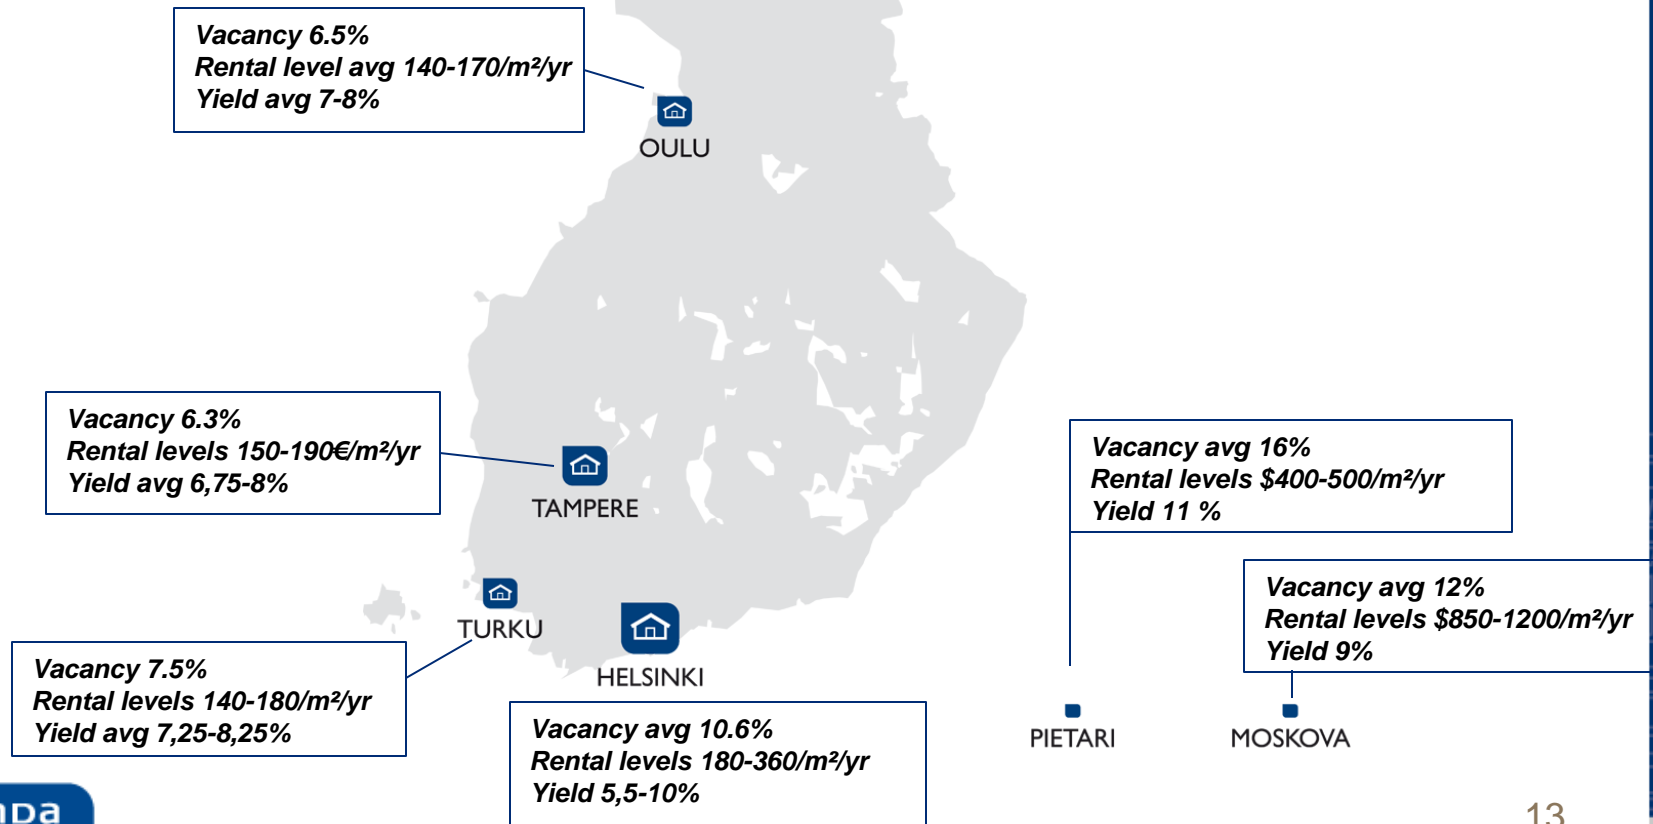 Vacancy 6.5%
Rental level avg 140-170/m²/yr
Yield avg 7-8%
OULU
Vacancy 6.3%
Rental levels 150-190€/m²/yr
Yield avg 6,75-8%
TAMPERE
Vacancy avg 16%
Rental levels $400-500/m²/yr
Yield 11 %
PIETARI
Vacancy avg 12%
Rental levels $850-1200/m²/yr
Yield 9%
MOSKOVA
TURKU
Vacancy 7.5%
Rental levels 140-180/m²/yr
Yield avg 7,25-8,25%
HELSINKI
Vacancy avg 10.6%
Rental levels 180-360/m²/yr
Yield 5,5-10%
13